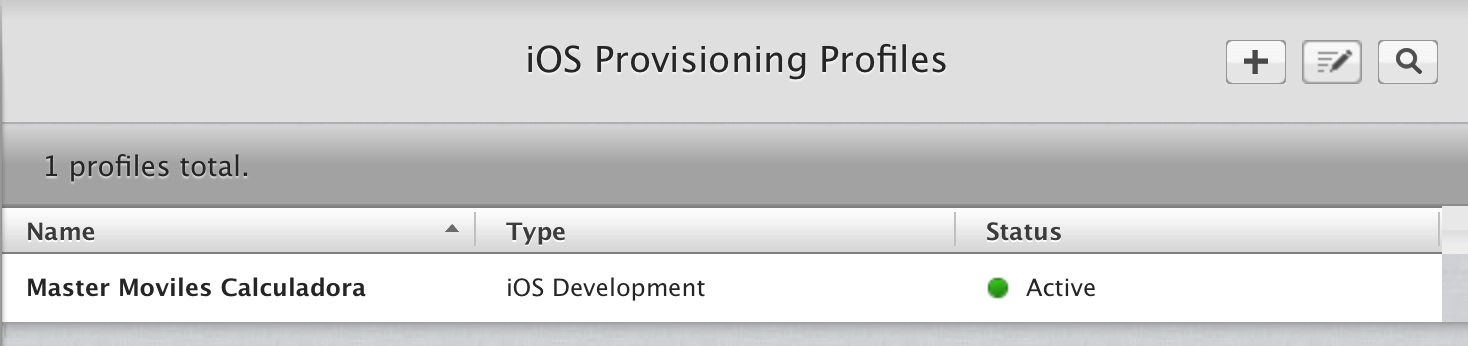 iOS Provisioning Profiles
1 profiles total.
Name Type Status
Master Moviles Calculadora iOS Development Active